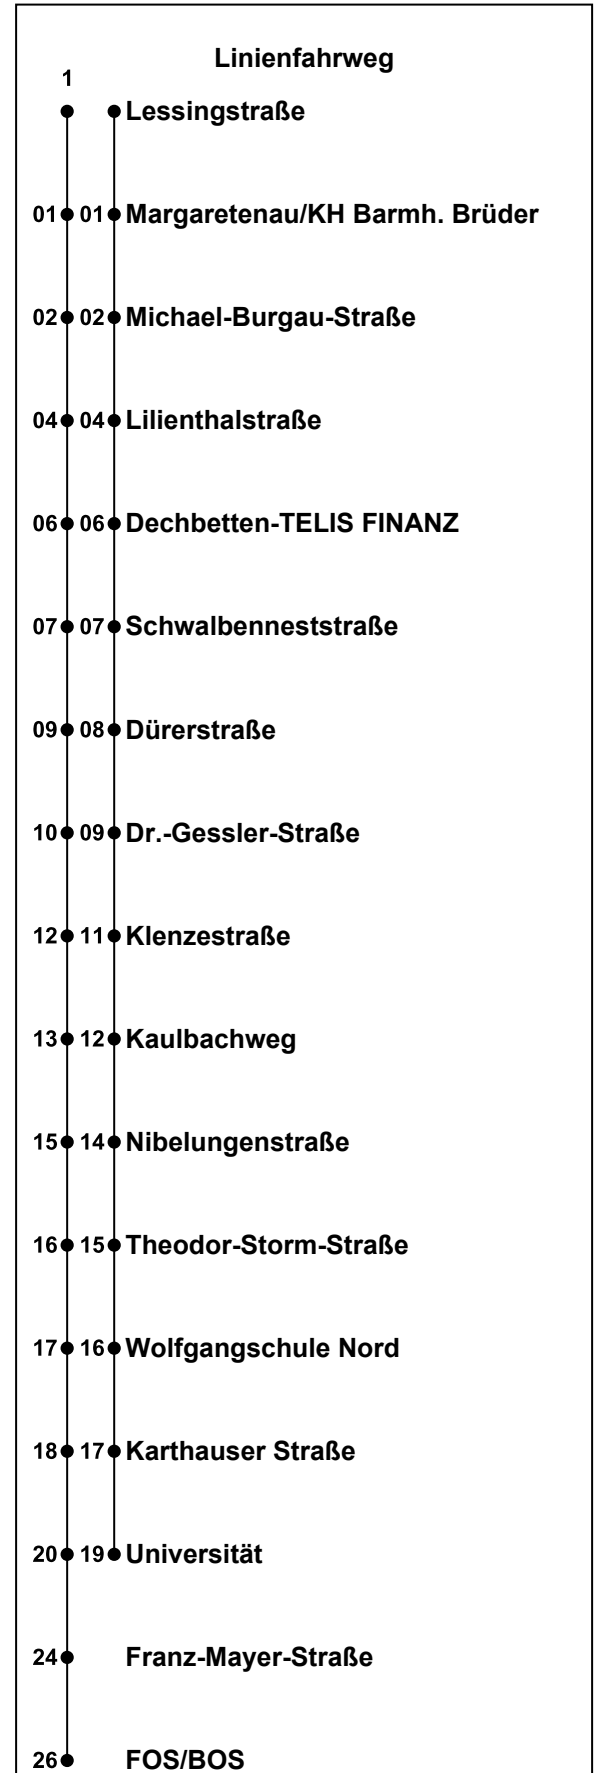 Linienfahrweg
1
Lessingstraße
01 01 Margaretenau/KH Barmh. Brüder
02 02 Michael-Burgau-Straße
04 04 Lilienthalstraße
06 06 Dechbetten-TELIS FINANZ
07 07 Schwalbenneststraße
09 08 Dürerstraße
10 09 Dr.-Gessler-Straße
12 11 Klenzestraße
13 12 Kaulbachweg
15 14 Nibelungenstraße
16 15 Theodor-Storm-Straße
17 16 Wolfgangschule Nord
18 17 Karthauser Straße
20 19 Universität
24 Franz-Mayer-Straße
26 FOS/BOS